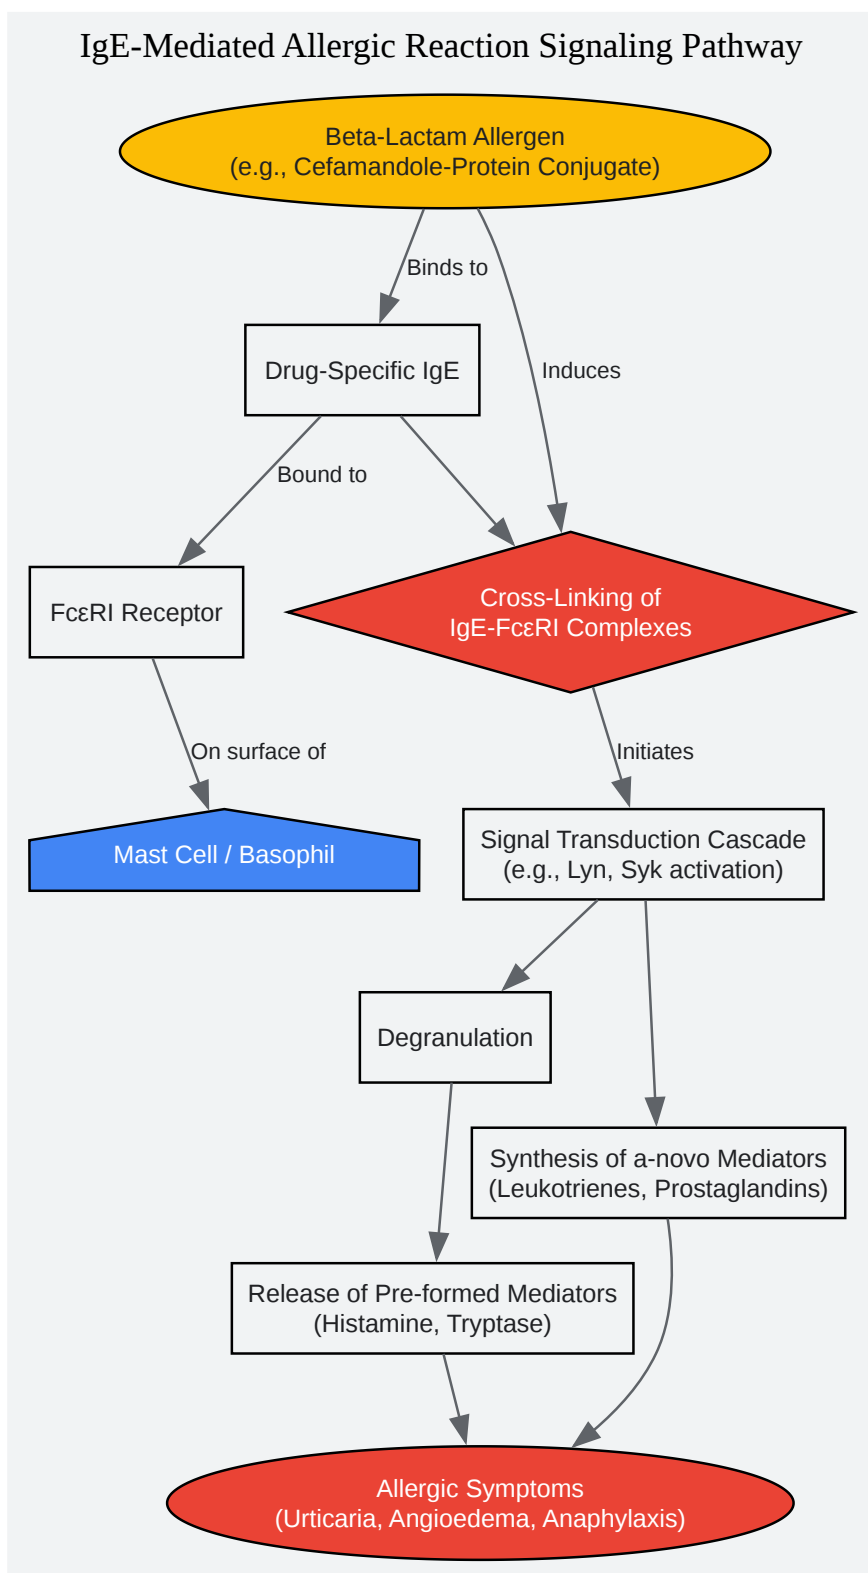 IgE-Mediated Allergic Reaction Signaling Pathway
Beta-Lactam Allergen
(e.g., Cefamandole-Protein Conjugate)
Binds to
Induces
Drug-Specific IgE
Bound to
FcεRI Receptor
Cross-Linking of
IgE-FcεRI Complexes
On surface of
Initiates
Mast Cell / Basophil
Signal Transduction Cascade
(e.g., Lyn, Syk activation)
Degranulation
Synthesis of a-novo Mediators
(Leukotrienes, Prostaglandins)
Release of Pre-formed Mediators
(Histamine, Tryptase)
Allergic Symptoms
(Urticaria, Angioedema, Anaphylaxis)